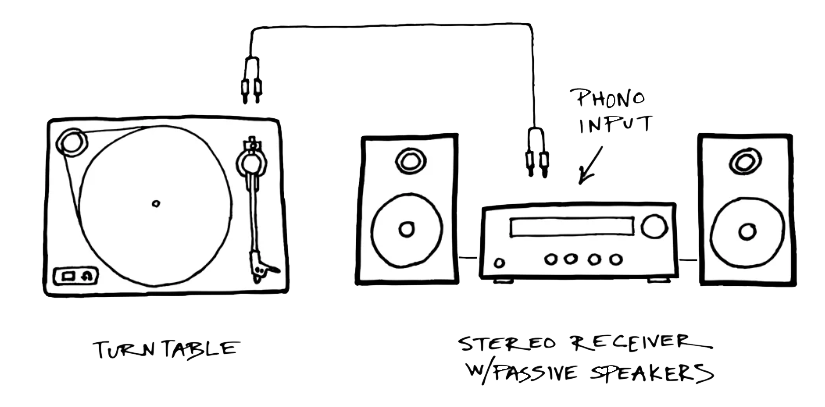 PHONO
INPUT
TURNTABLE
STEREO RECEIVER
W/PASSIVE SPEAKERS